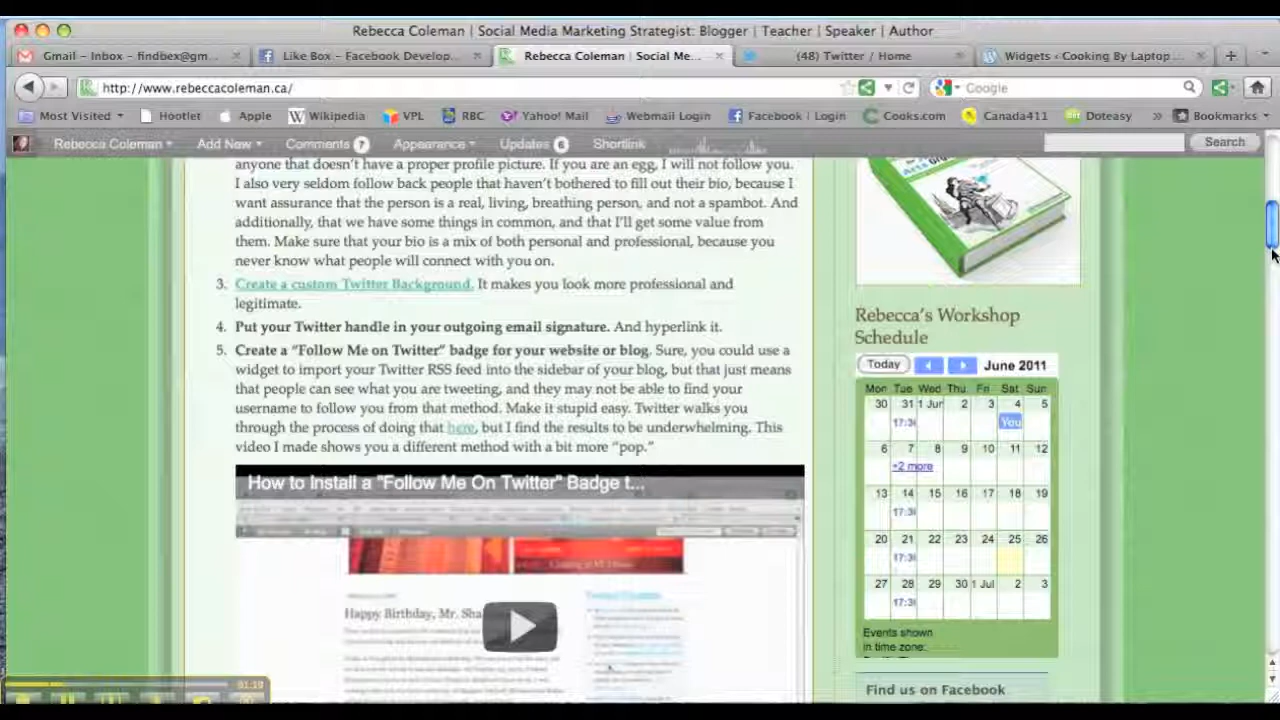 Rebecca Coleman | Social Media Marketing Strategist: Blogger | Teacher | Speaker | Author
Gmail – Inbox – findbex@gm...
Like Box – Facebook Develop...
Rebecca Coleman | Social Me...
(48) Twitter / Home
Widgets ‹ Cooking By Laptop
http://www.rebeccacoleman.ca/
Google
Most Visited
Hootlet
Apple
Wikipedia
VPL
RBC
Yahoo! Mail
Webmail Login
Facebook | Login
Cooks.com
Canada411
Doteasy
Bookmarks
Rebecca Coleman
Add New
Comments 7
Appearance
Updates 6
Shortlink
Search
anyone that doesn't have a proper profile picture. If you are an egg, I will not follow you.
I also very seldom follow back people that haven't bothered to fill out their bio, because I
want assurance that the person is a real, living, breathing person, and not a spambot. And
additionally, that we have some things in common, and that I'll get some value from
them. Make sure that your bio is a mix of both personal and professional, because you
never know what people will connect with you on.
3. Create a custom Twitter Background. It makes you look more professional and
legitimate.
4. Put your Twitter handle in your outgoing email signature. And hyperlink it.
5. Create a "Follow Me on Twitter" badge for your website or blog. Sure, you could use a
widget to import your Twitter RSS feed into the sidebar of your blog, but that just means
that people can see what you are tweeting, and they may not be able to find your
username to follow you from that method. Make it stupid easy. Twitter walks you
through the process of doing that here, but I find the results to be underwhelming. This
video I made shows you a different method with a bit more "pop."
How to Install a "Follow Me On Twitter" Badge t...
Happy Birthday, Mr. Sha
Rebecca's Workshop
Schedule
Today
June 2011
Mon Tue Wed Thu Fri Sat Sun
30 31 1 Jun 2 3 4 5
17:30
You
6 7 8 9 10 11 12
+2 more
13 14 15 16 17 18 19
17:30
20 21 22 23 24 25 26
17:30
27 28 29 30 1 Jul 2 3
17:30
Events shown
in time zone:
Find us on Facebook
01:19